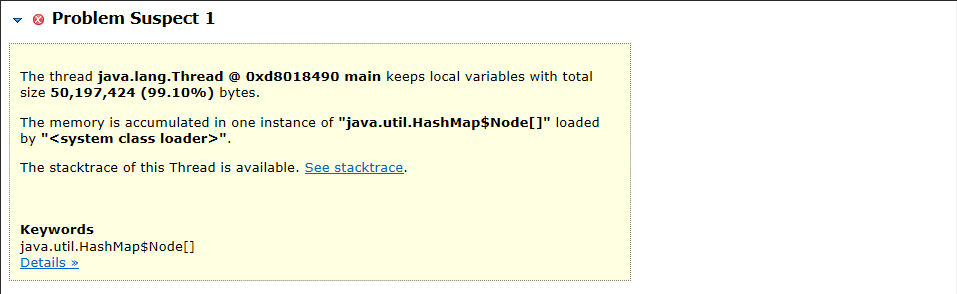 Problem Suspect 1
The thread java.lang.Thread @ 0xd8018490 main keeps local variables with total
size 50,197,424 (99.10%) bytes.
The memory is accumulated in one instance of "java.util.HashMap$Node[]" loaded
by "<system class loader>".
The stacktrace of this Thread is available. See stacktrace.
Keywords
java.util.HashMap$Node[]
Details »